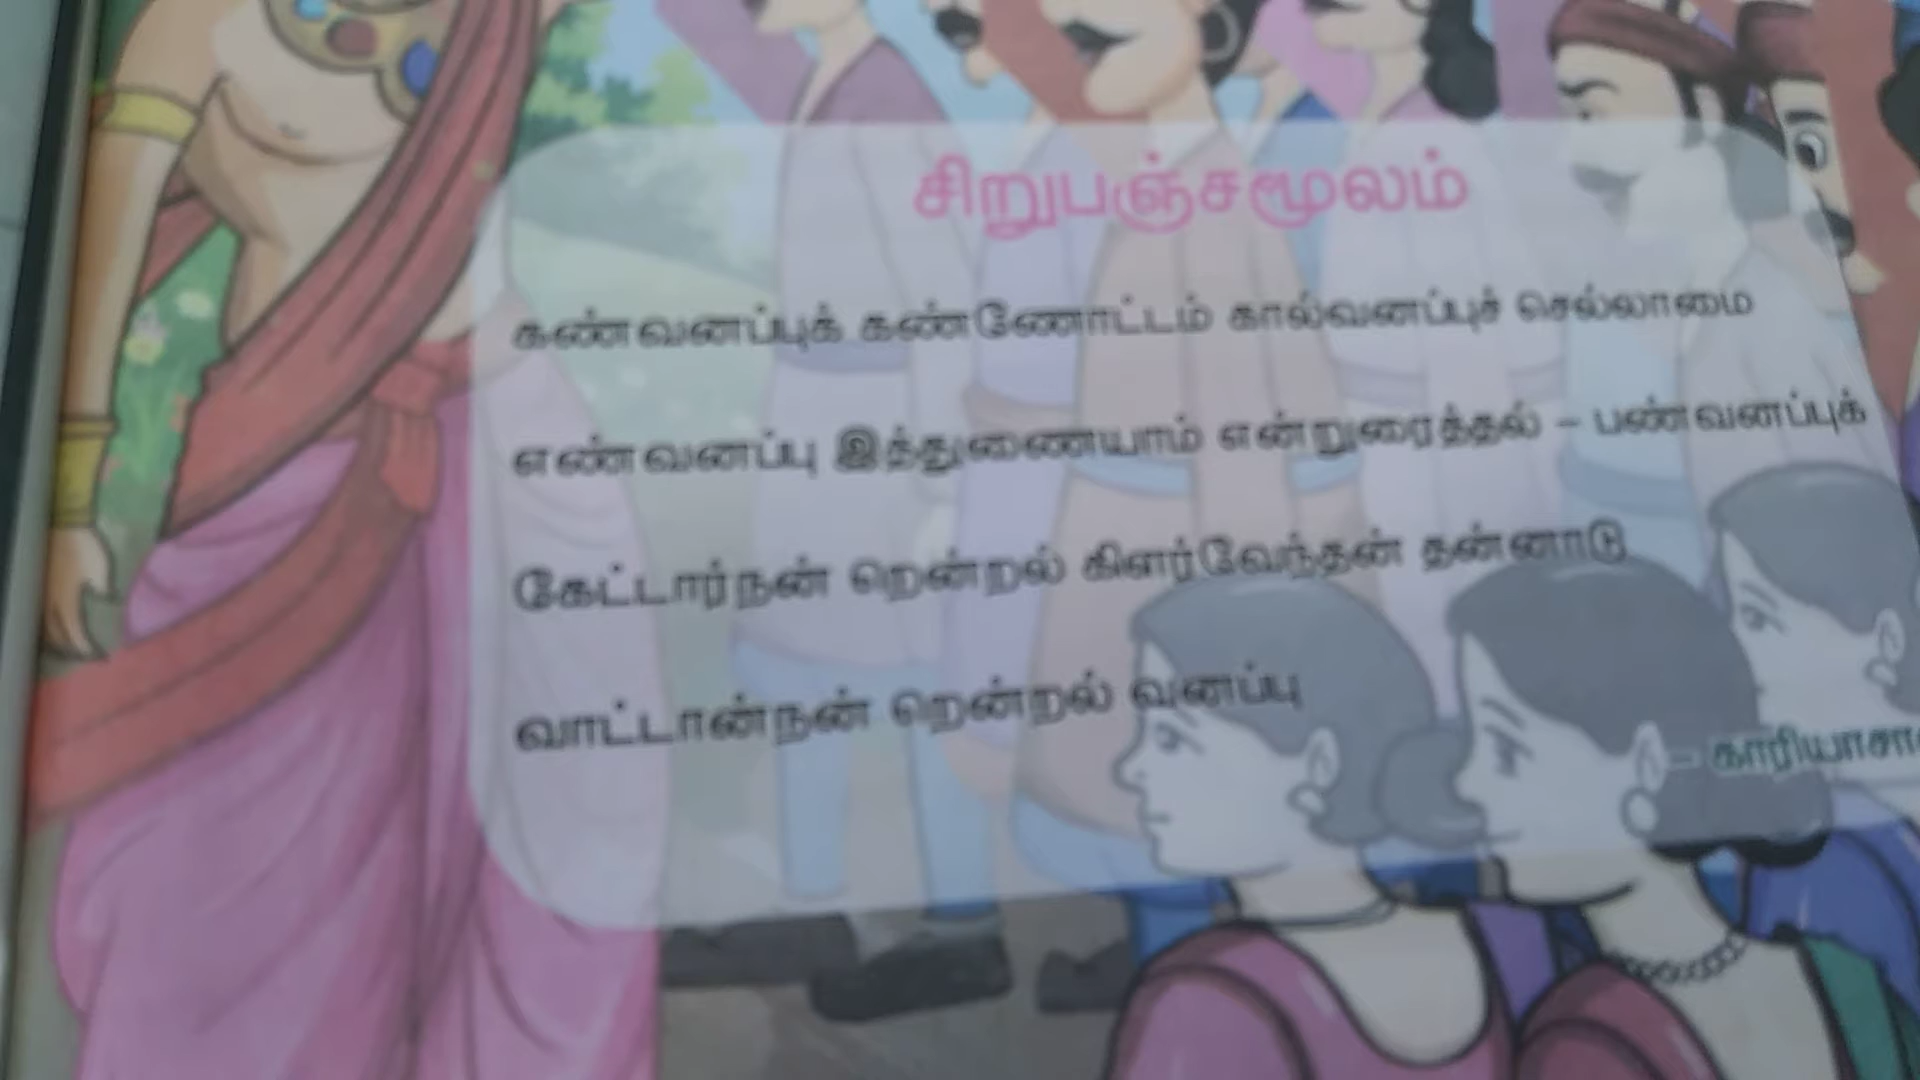 சிறுபஞ்சமூலம்
கண்வனப்புக் கண்ணோட்டம் கால்வனப்புச் செல்லாமை
எண்வனப்பு இத்துணையாம் என்றுரைத்தல் – பண்வனப்புக்
கேட்டார்நன் றென்றல் கிளர்வேந்தன் தன்னாடு
வாட்டான்நன் றென்றல் வனப்பு